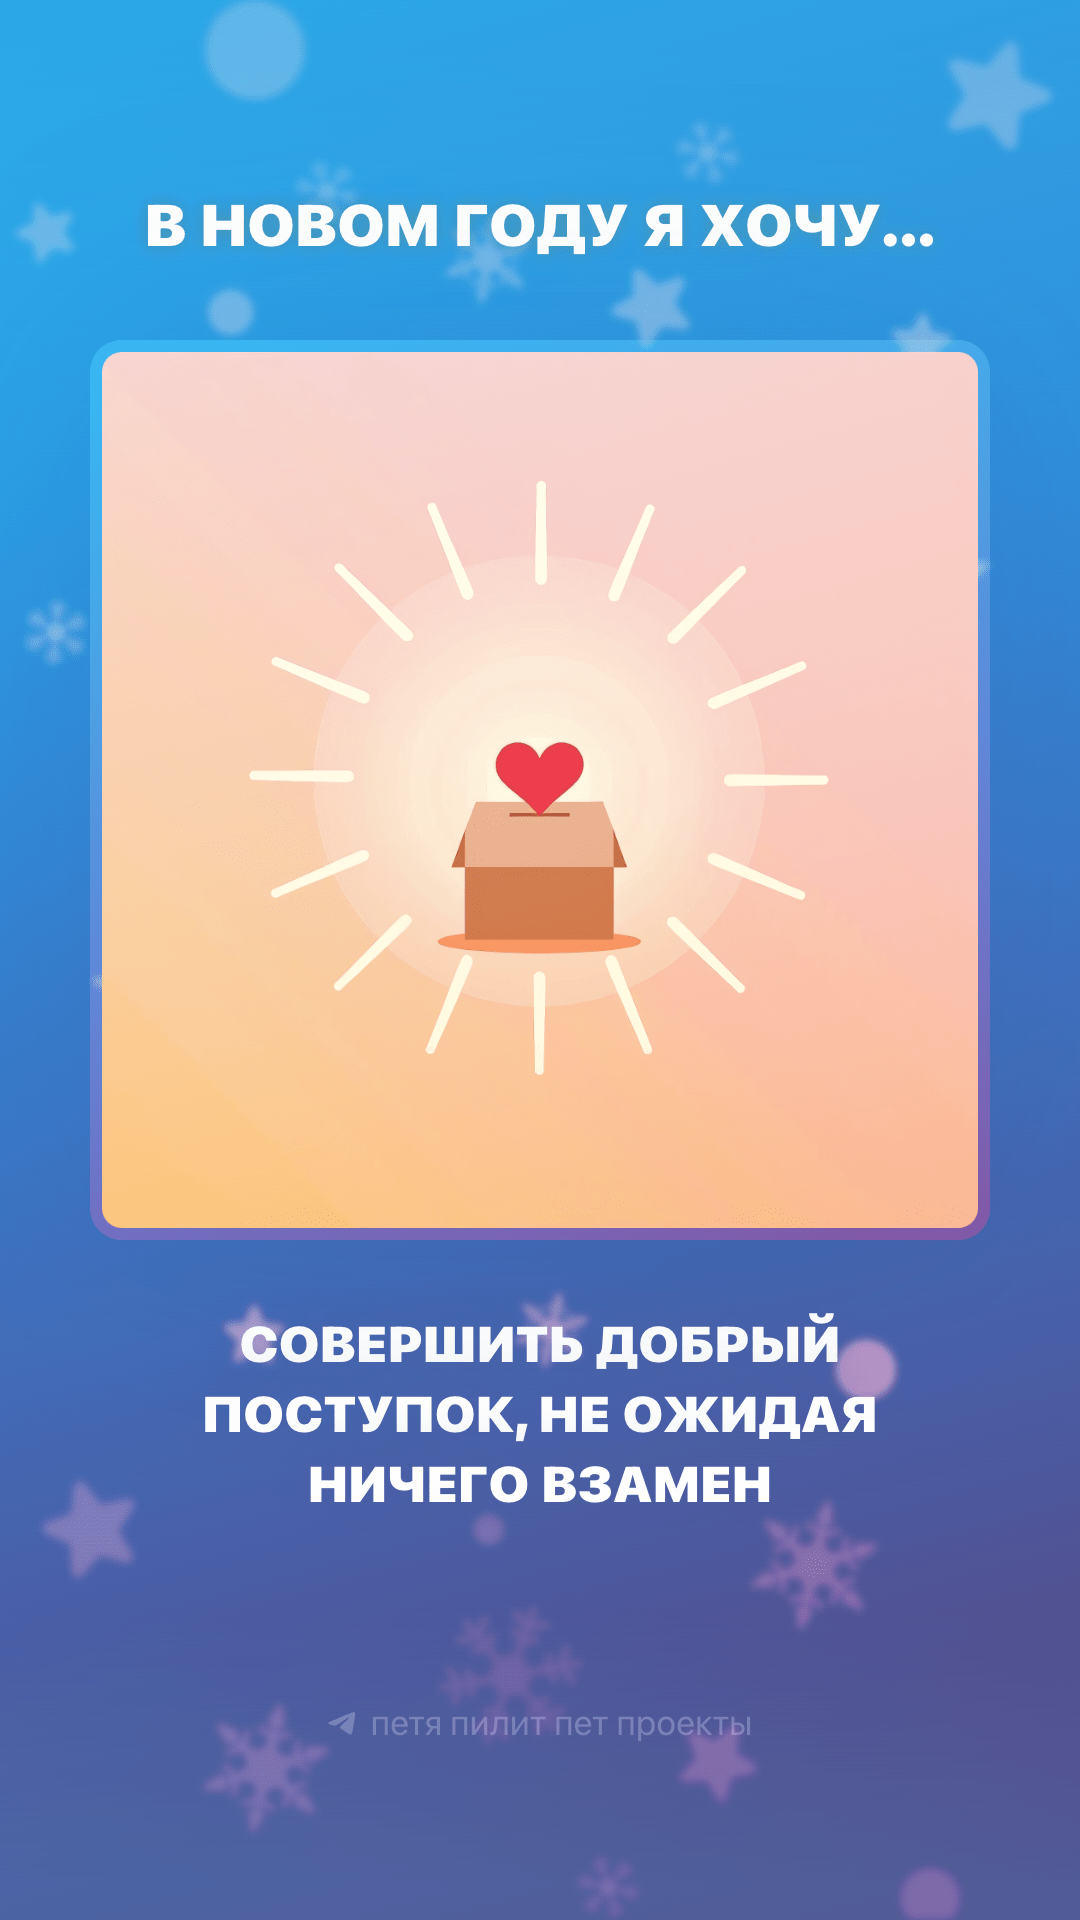 В НОВОМ ГОДУ Я ХОЧУ...
СОВЕРШИТЬ ДОБРЫЙ
ПОСТУПОК, НЕ ОЖИДАЯ
НИЧЕГО ВЗАМЕН
петя пилит пет проекты